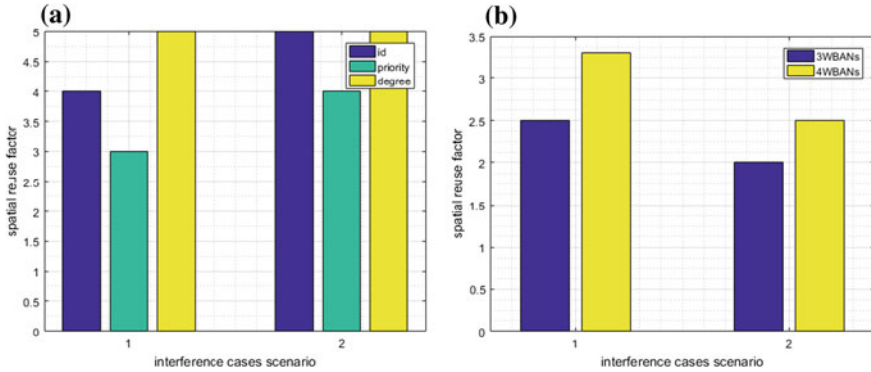 (a)
spatial reuse factor
5
4.5
4
3.5
3
2.5
2
1.5
1
0.5
0
id
priority
degree
1
2
interference cases scenario
(b)
spatial reuse factor
3.5
3
2.5
2
1.5
1
0.5
0
3WBANs
4WBANs
1
2
interference cases scenario